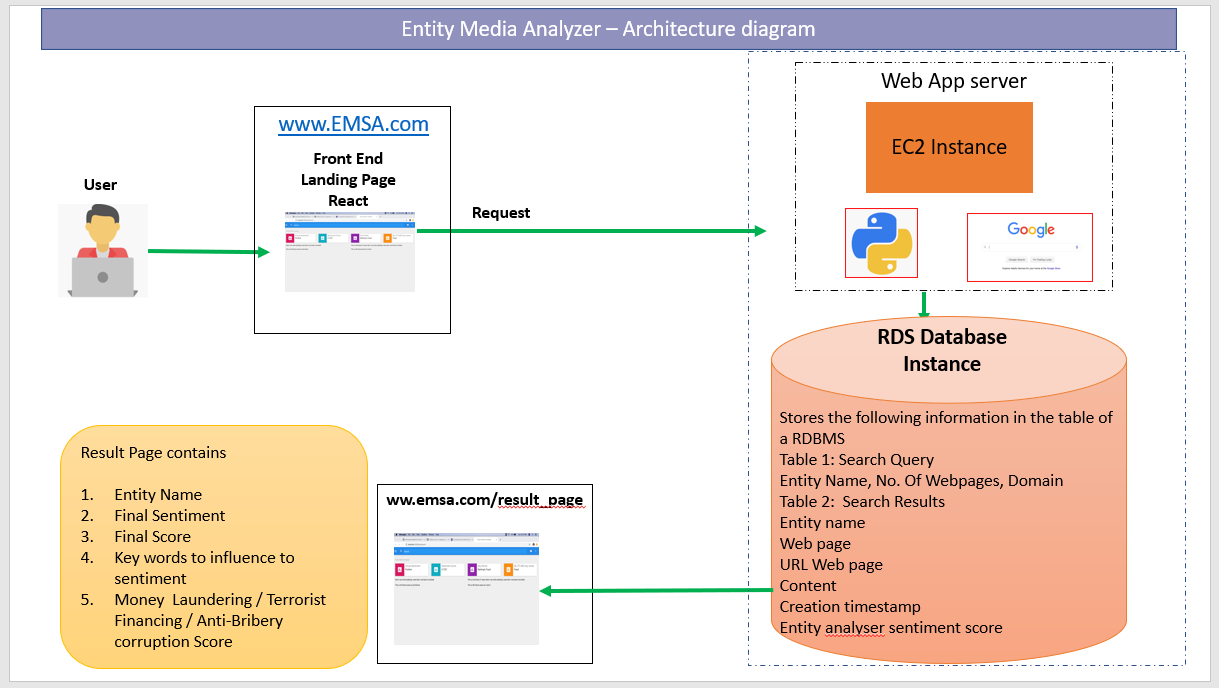 Entity Media Analyzer – Architecture diagram
User
www.EMSA.com
Front End
Landing Page
React
Request
Web App server
EC2 Instance
Google
RDS Database
Instance
Stores the following information in the table of
a RDBMS
Table 1: Search Query
Entity Name, No. Of Webpages, Domain
Table 2:  Search Results
Entity name
Web page
URL Web page
Content
Creation timestamp
Entity analyser sentiment score
ww.emsa.com/result_page
Result Page contains
1. Entity Name
2. Final Sentiment
3. Final Score
4. Key words to influence to
sentiment
5. Money  Laundering / Terrorist
Financing / Anti-Bribery
corruption Score